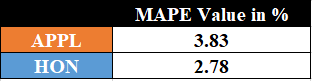 MAPE Value in %
APPL 3.83
HON 2.78